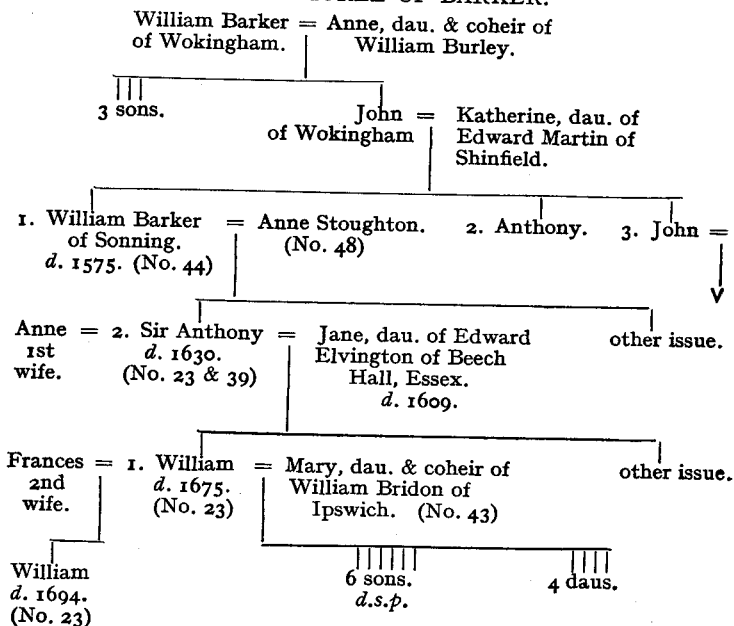 William Barker = Anne, dau. & coheir of
of Wokingham. William Burley.
3 sons.
John = Katherine, dau. of
of Wokingham Edward Martin of
Shinfield.
1. William Barker = Anne Stoughton. 2. Anthony. 3. John =
of Sonning. (No. 48)
d. 1575. (No. 44)
Anne = 2. Sir Anthony = Jane, dau. of Edward other issue.
1st d. 1630. Elvington of Beech
wife. (No. 23 & 39) Hall, Essex.
d. 1609.
Frances = 1. William = Mary, dau. & coheir of other issue.
2nd d. 1675. William Bridon of
wife. (No. 23) Ipswich. (No. 43)
William 6 sons. 4 daus.
d. 1694. d.s.p.
(No. 23)